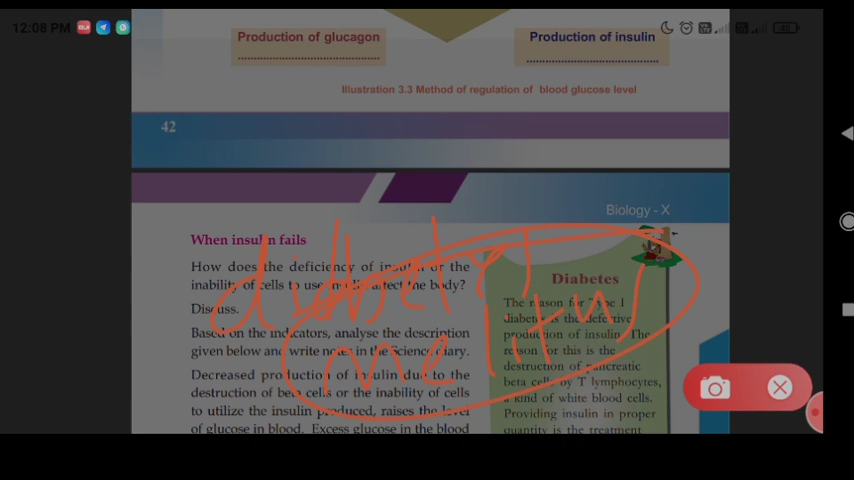 12:08 PM
Production of glucagon
Production of insulin
Illustration 3.3 Method of regulation of blood glucose level
42
Biology - X
When insulin fails
How does the deficiency of insulin or the
inability of cells to use insulin affect the body?
Discuss.
Based on the indicators, analyse the description
given below and write notes in the Science diary.
Decreased production of insulin due to the
destruction of beta cells or the inability of cells
to utilize the insulin produced, raises the level
of glucose in blood. Excess glucose in the blood
Diabetes
The reason for Type 1
diabetes is the defective
production of insulin. The
reason for this is the
destruction of pancreatic
beta cells by T lymphocytes,
a kind of white blood cells.
Providing insulin in proper
quantity is the treatment